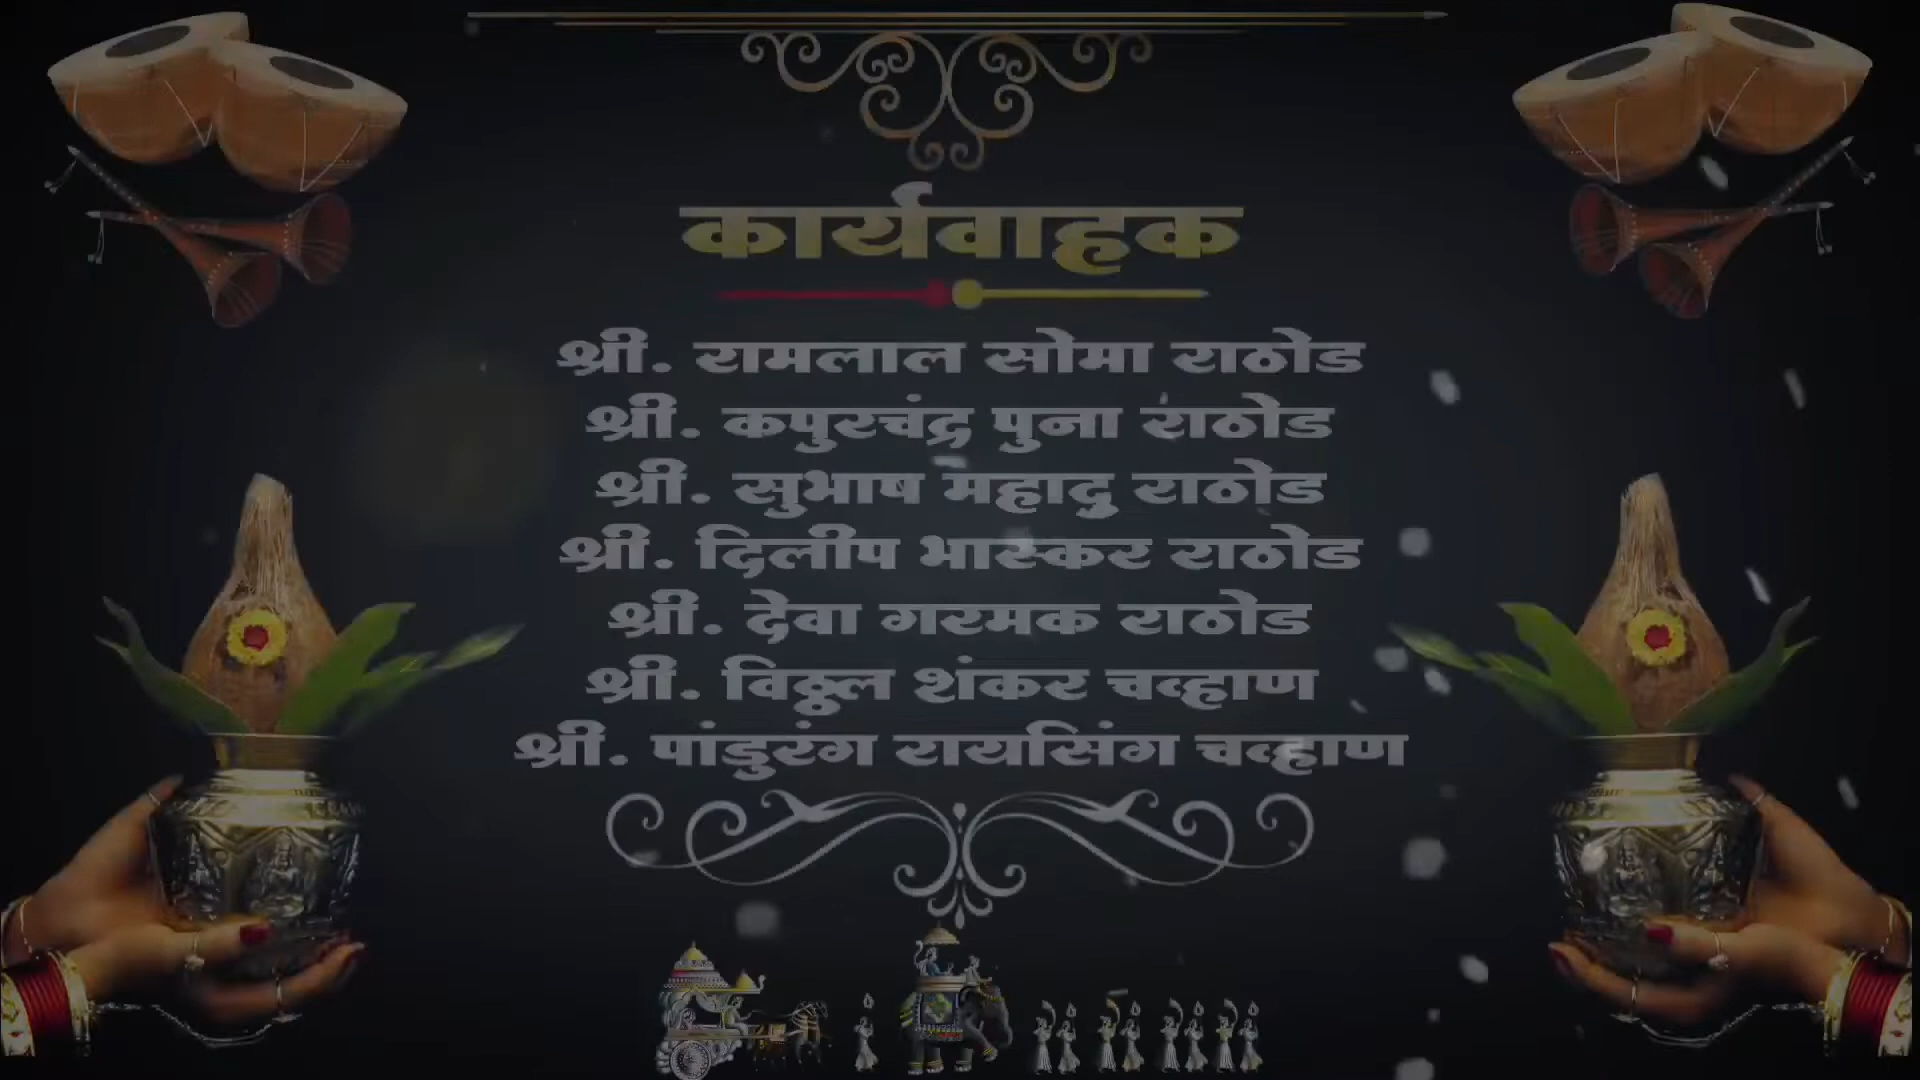 कार्यवाहक
श्री. रामलाल सोमा राठोड
श्री. कपुरचंद्र पुना राठोड
श्री. सुभाष महादु राठोड
श्री. दिलीप भास्कर राठोड
श्री. देवा गरमक राठोड
श्री. विठ्ठल शंकर चव्हाण
श्री. पांडुरंग रायसिंग चव्हाण